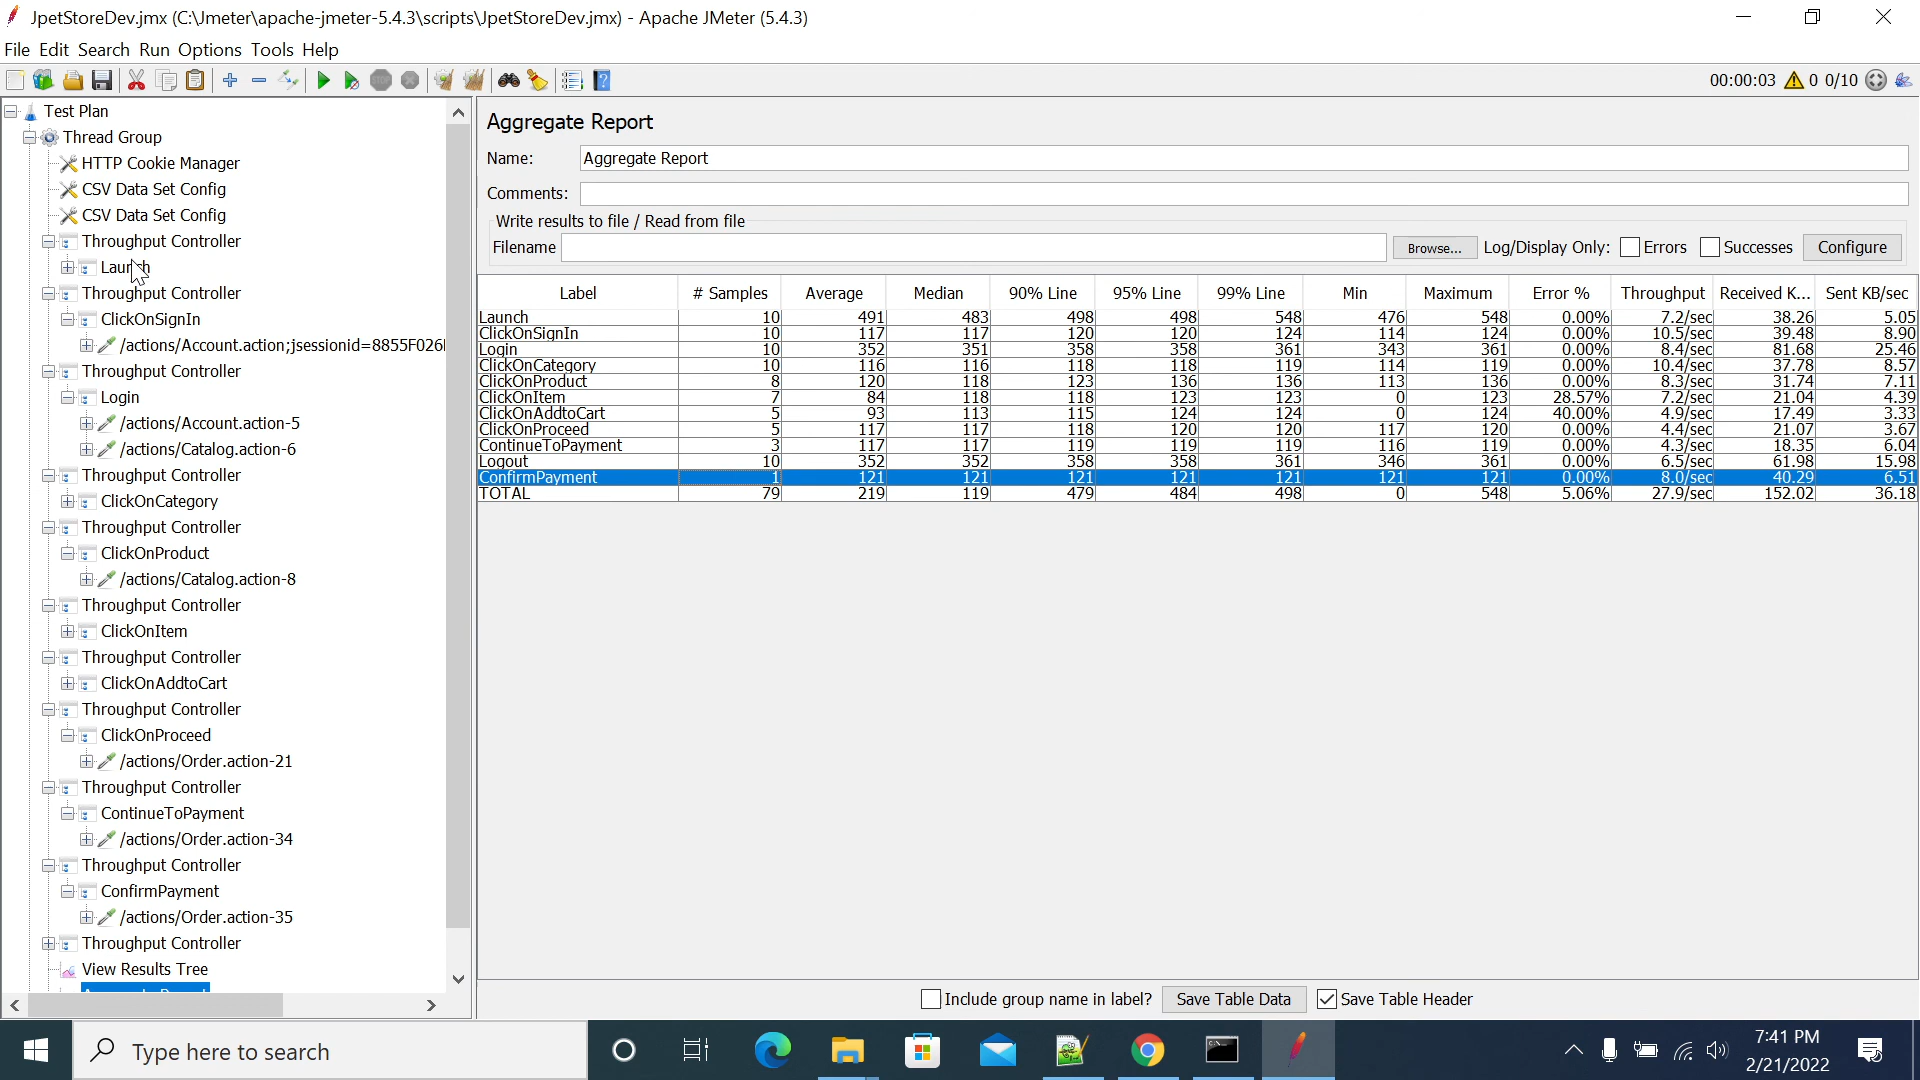 JpetStoreDev.jmx (C:\Jmeter\apache-jmeter-5.4.3\scripts\JpetStoreDev.jmx) - Apache JMeter (5.4.3)
File Edit Search Run Options Tools Help
00:00:03 0 0/10
Test Plan
Thread Group
HTTP Cookie Manager
CSV Data Set Config
CSV Data Set Config
Throughput Controller
Launch
Throughput Controller
ClickOnSignIn
/actions/Account.action;jsessionid=8855F026
Throughput Controller
Login
/actions/Account.action-5
/actions/Catalog.action-6
Throughput Controller
ClickOnCategory
Throughput Controller
ClickOnProduct
/actions/Catalog.action-8
Throughput Controller
ClickOnItem
Throughput Controller
ClickOnAddtoCart
Throughput Controller
ClickOnProceed
/actions/Order.action-21
Throughput Controller
ContinueToPayment
/actions/Order.action-34
Throughput Controller
ConfirmPayment
/actions/Order.action-35
Throughput Controller
View Results Tree
Aggregate Report
Name: Aggregate Report
Comments:
Write results to file / Read from file
Filename Browse... Log/Display Only: Errors Successes Configure
Label # Samples Average Median 90% Line 95% Line 99% Line Min Maximum Error % Throughput Received K... Sent KB/sec
Launch 10 491 483 498 498 548 476 548 0.00% 7.2/sec 38.26 5.05
ClickOnSignIn 10 117 117 120 120 124 114 124 0.00% 10.5/sec 39.48 8.90
Login 10 352 351 358 358 361 343 361 0.00% 8.4/sec 81.68 25.46
ClickOnCategory 10 116 116 118 118 119 114 119 0.00% 10.4/sec 37.78 8.57
ClickOnProduct 8 120 118 123 136 136 113 136 0.00% 8.3/sec 31.74 7.11
ClickOnItem 7 84 118 118 123 123 0 123 28.57% 7.2/sec 21.04 4.39
ClickOnAddtoCart 5 93 113 115 124 124 0 124 40.00% 4.9/sec 17.49 3.33
ClickOnProceed 5 117 117 118 120 120 117 120 0.00% 4.4/sec 21.07 3.67
ContinueToPayment 3 117 117 119 119 119 116 119 0.00% 4.3/sec 18.35 6.04
Logout 10 352 352 358 358 361 346 361 0.00% 6.5/sec 61.98 15.98
ConfirmPayment 1 121 121 121 121 121 121 121 0.00% 8.0/sec 40.29 6.51
TOTAL 79 219 119 479 484 498 0 548 5.06% 27.9/sec 152.02 36.18
Include group name in label? Save Table Data Save Table Header
Type here to search
7:41 PM
2/21/2022